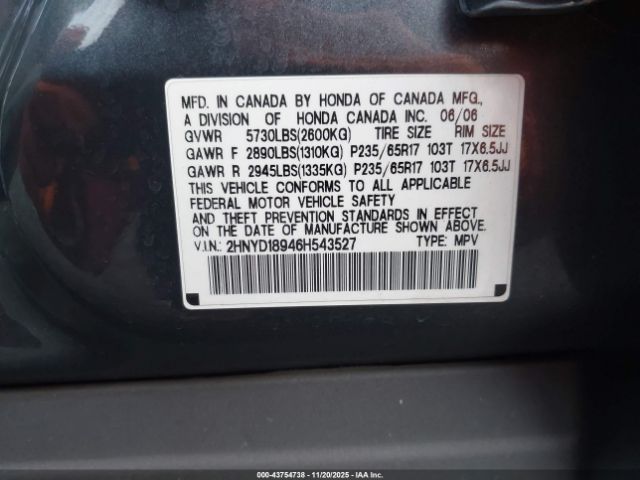 MFD. IN CANADA BY HONDA OF CANADA MFG.,
A DIVISION OF HONDA CANADA INC. 06/06
GVWR 5730LBS(2600KG) TIRE SIZE RIM SIZE
GAWR F 2890LBS(1310KG) P235/65R17 103T 17X6.5JJ
GAWR R 2945LBS(1335KG) P235/65R17 103T 17X6.5JJ
THIS VEHICLE CONFORMS TO ALL APPLICABLE
FEDERAL MOTOR VEHICLE SAFETY
AND THEFT PREVENTION STANDARDS IN EFFECT
ON THE DATE OF MANUFACTURE SHOWN ABOVE.
V.I.N.: 2HNYD18946H543527 TYPE: MPV
000-43754738 - 11/20/2025 - IAAI Inc.